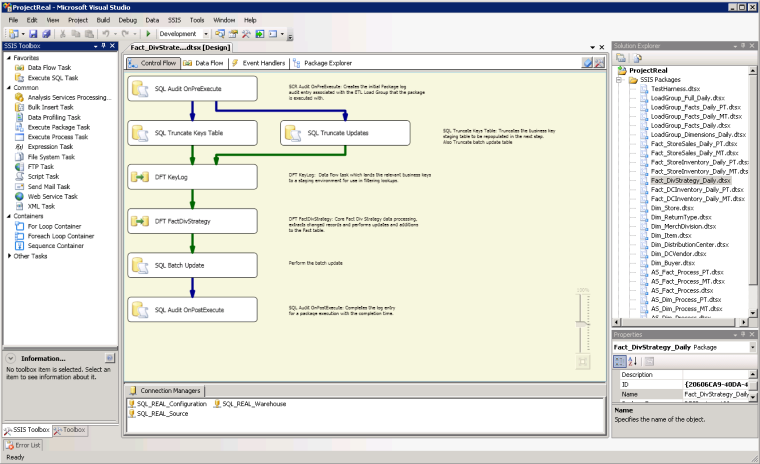 ProjectReal - Microsoft Visual Studio
File Edit View Project Build Debug Data SSIS Tools Window Help
Development
SSIS Toolbox
Favorites
Data Flow Task
Execute SQL Task
Common
Analysis Services Processing...
Bulk Insert Task
Data Profiling Task
Execute Package Task
Execute Process Task
Expression Task
File System Task
FTP Task
Script Task
Send Mail Task
Web Service Task
XML Task
Containers
For Loop Container
Foreach Loop Container
Sequence Container
Other Tasks
Information...
No toolbox item is selected. Select an
item to see information about it.
SSIS Toolbox Toolbox
Fact_DivStrate...dtsx [Design]
Control Flow Data Flow Event Handlers Package Explorer
SQL Audit OnPreExecute
SCR Audit OnPreExecute: Creates the initial Package log
audit entry associated with the ETL Load Group that the package
is executed with.
SQL Truncate Keys Table
SQL Truncate Updates
SQL Truncate Keys Table: Truncates the business key
staging table to be repopulated in the next step.
Also Truncate batch update table
DFT KeyLog
DFT KeyLog: Data flow task which lands the relevant business keys
to a staging environment for use in filtering lookups.
DFT FactDivStrategy
DFT FactDivStrategy: Core Fact Div Strategy data processing,
extracts changed records and performs updates and additions
to the Fact table.
SQL Batch Update
Perform the batch update
SQL Audit OnPostExecute
SQL Audit OnPostExecute: Completes the log entry
for a package execution with the completion time.
100%
Connection Managers
SQL_REAL_Configuration SQL_REAL_Warehouse
SQL_REAL_Source
Solution Explorer
ProjectReal
SSIS Packages
TestHarness.dtsx
LoadGroup_Full_Daily.dtsx
LoadGroup_Facts_Daily_PT.dtsx
LoadGroup_Facts_Daily_MT.dtsx
LoadGroup_Dimensions_Daily.dtsx
Fact_StoreSales_Daily_PT.dtsx
Fact_StoreSales_Daily_MT.dtsx
Fact_StoreInventory_Daily_PT.dts
Fact_StoreInventory_Daily_MT.dts
Fact_DivStrategy_Daily.dtsx
Fact_DCInventory_Daily_PT.dtsx
Fact_DCInventory_Daily_MT.dtsx
Dim_Store.dtsx
Dim_ReturnType.dtsx
Dim_MerchDivision.dtsx
Dim_Item.dtsx
Dim_DistributionCenter.dtsx
Dim_DCVendor.dtsx
Dim_Buyer.dtsx
AS_Fact_Process_PT.dtsx
AS_Fact_Process_MT.dtsx
AS_Dim_Process_PT.dtsx
AS_Dim_Process_MT.dtsx
AS_Dim_Process.dtsx
Properties
Fact_DivStrategy_Daily Package
Description
ID {20606CA9-40DA-4
Name Fact_DivStrategy_Daily
Name
Specifies the name of the object.
Error List
Ready